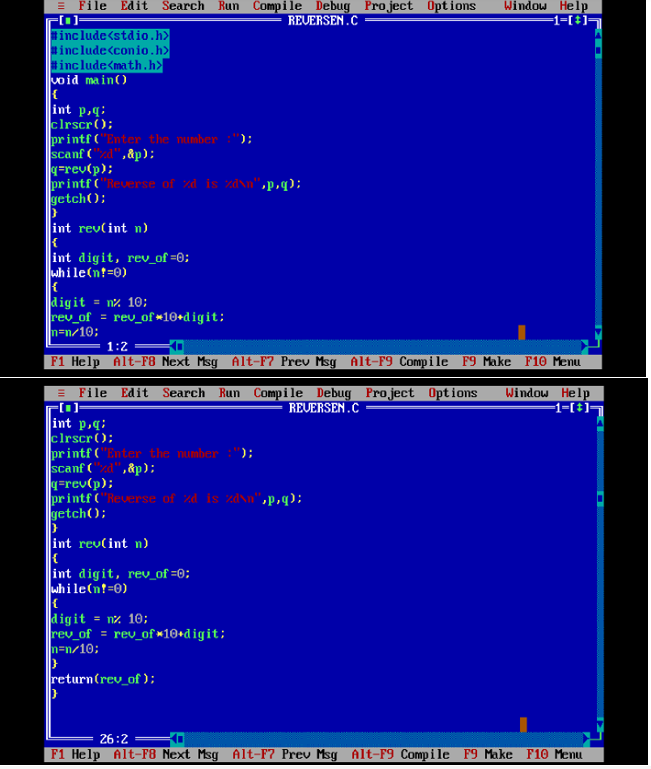 ≡ File Edit Search Run Compile Debug Project Options Window Help
[■] REVERSEN.C 1=[↕]
#include<stdio.h>
#include<conio.h>
#include<math.h>
void main()
{
int p,q;
clrscr();
printf("Enter the number :");
scanf("%d",&p);
q=rev(p);
printf("Reverse of %d is %d\n",p,q);
getch();
}
int rev(int n)
{
int digit, rev_of=0;
while(n!=0)
{
digit = n% 10;
rev_of = rev_of*10+digit;
n=n/10;
1:2
F1 Help Alt-F8 Next Msg Alt-F7 Prev Msg Alt-F9 Compile F9 Make F10 Menu
≡ File Edit Search Run Compile Debug Project Options Window Help
[■] REVERSEN.C 1=[↕]
int p,q;
clrscr();
printf("Enter the number :");
scanf("%d",&p);
q=rev(p);
printf("Reverse of %d is %d\n",p,q);
getch();
}
int rev(int n)
{
int digit, rev_of=0;
while(n!=0)
{
digit = n% 10;
rev_of = rev_of*10+digit;
n=n/10;
}
return(rev_of);
}
26:2
F1 Help Alt-F8 Next Msg Alt-F7 Prev Msg Alt-F9 Compile F9 Make F10 Menu